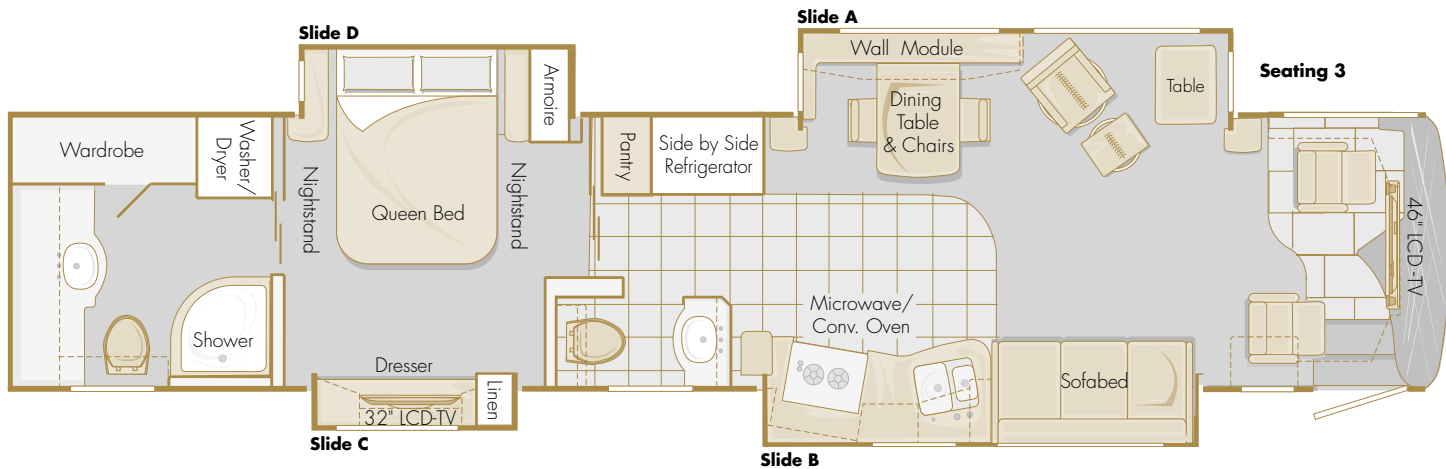 Slide D
Slide A
Wall Module
Seating 3
Armoire
Table
Dining
Table
& Chairs
Wardrobe
Washer/
Dryer
Pantry
Side by Side
Refrigerator
Nightstand
Queen Bed
Nightstand
46" LCD-TV
Microwave/
Conv. Oven
Shower
Dresser
Sofabed
Linen
32" LCD-TV
Slide C
Slide B